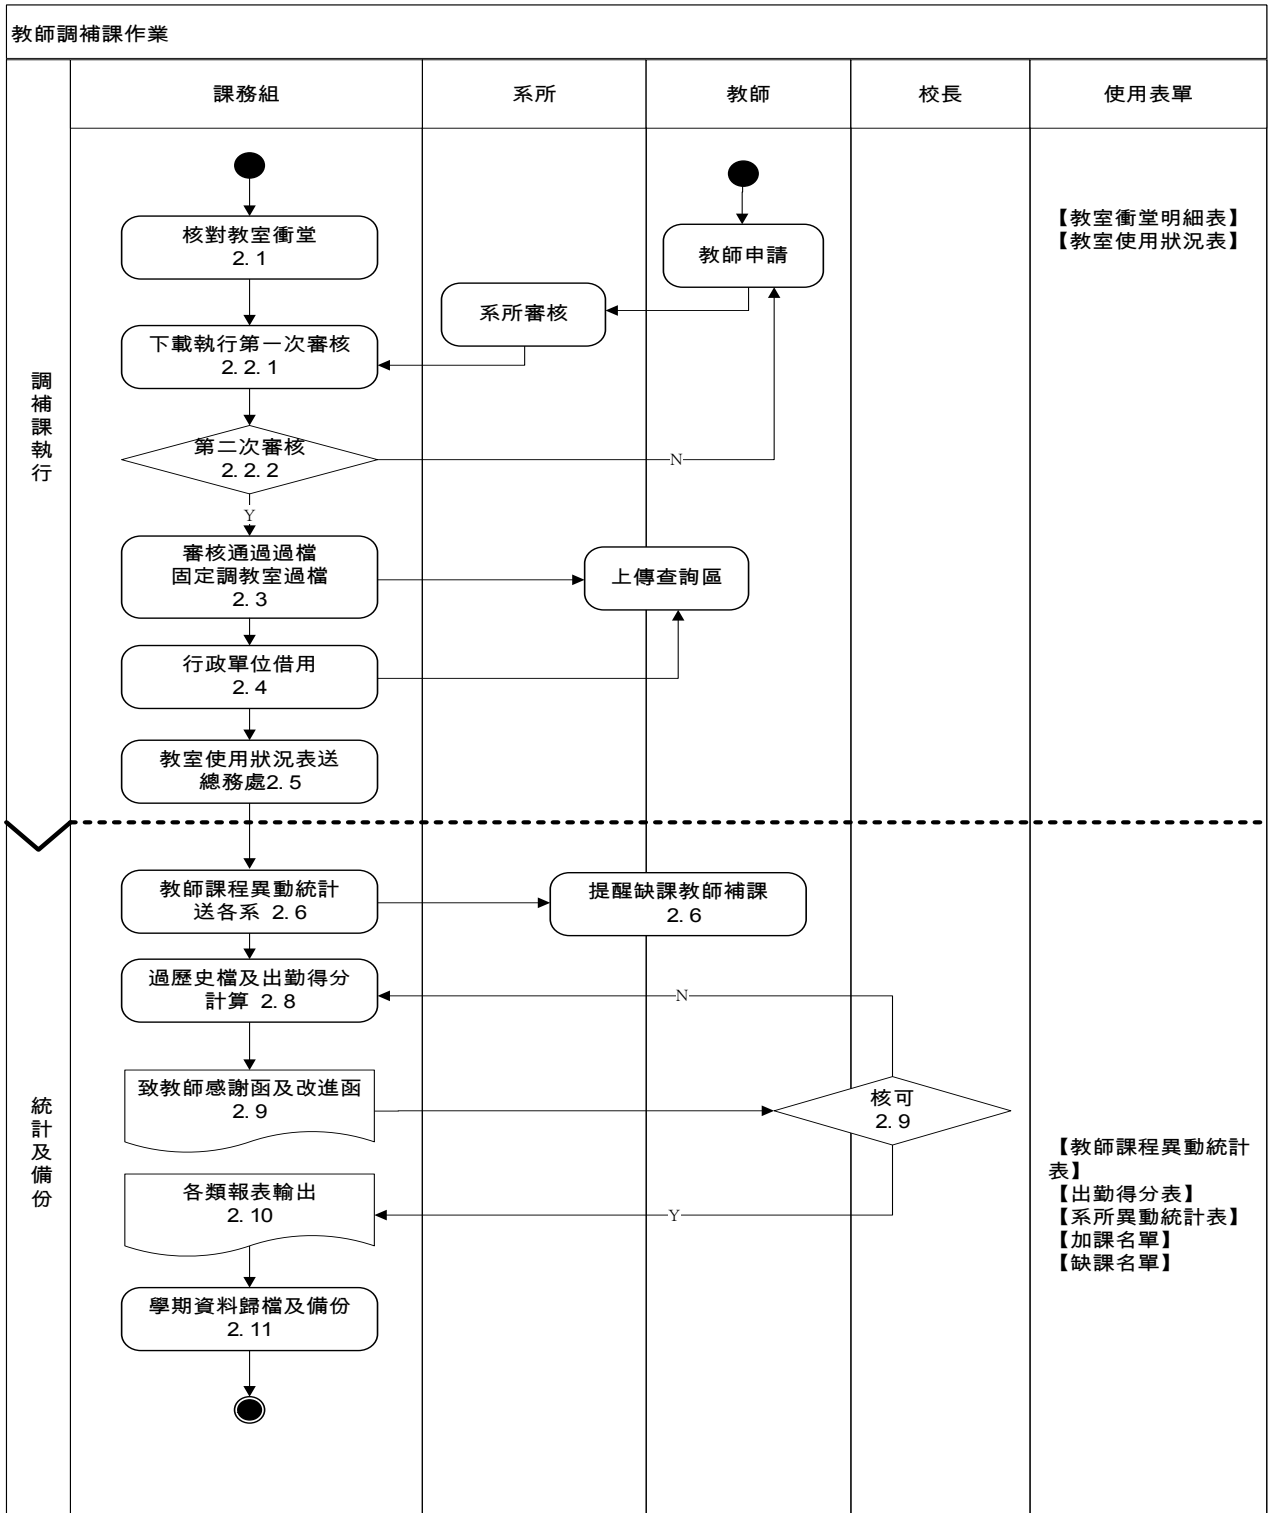 教師調補課作業
課務組
系所
教師
校長
使用表單
調補課執行
核對教室衝堂
2.1
教師申請
【教室衝堂明細表】
【教室使用狀況表】
系所審核
下載執行第一次審核
2.2.1
第二次審核
2.2.2
N
Y
審核通過過檔
固定調教室過檔
2.3
上傳查詢區
行政單位借用
2.4
教室使用狀況表送
總務處2.5
統計及備份
教師課程異動統計
送各系 2.6
提醒缺課教師補課
2.6
過歷史檔及出勤得分
計算 2.8
N
致教師感謝函及改進函
2.9
核可
2.9
各類報表輸出
2.10
Y
【教師課程異動統計
表】
【出勤得分表】
【系所異動統計表】
【加課名單】
【缺課名單】
學期資料歸檔及備份
2.11